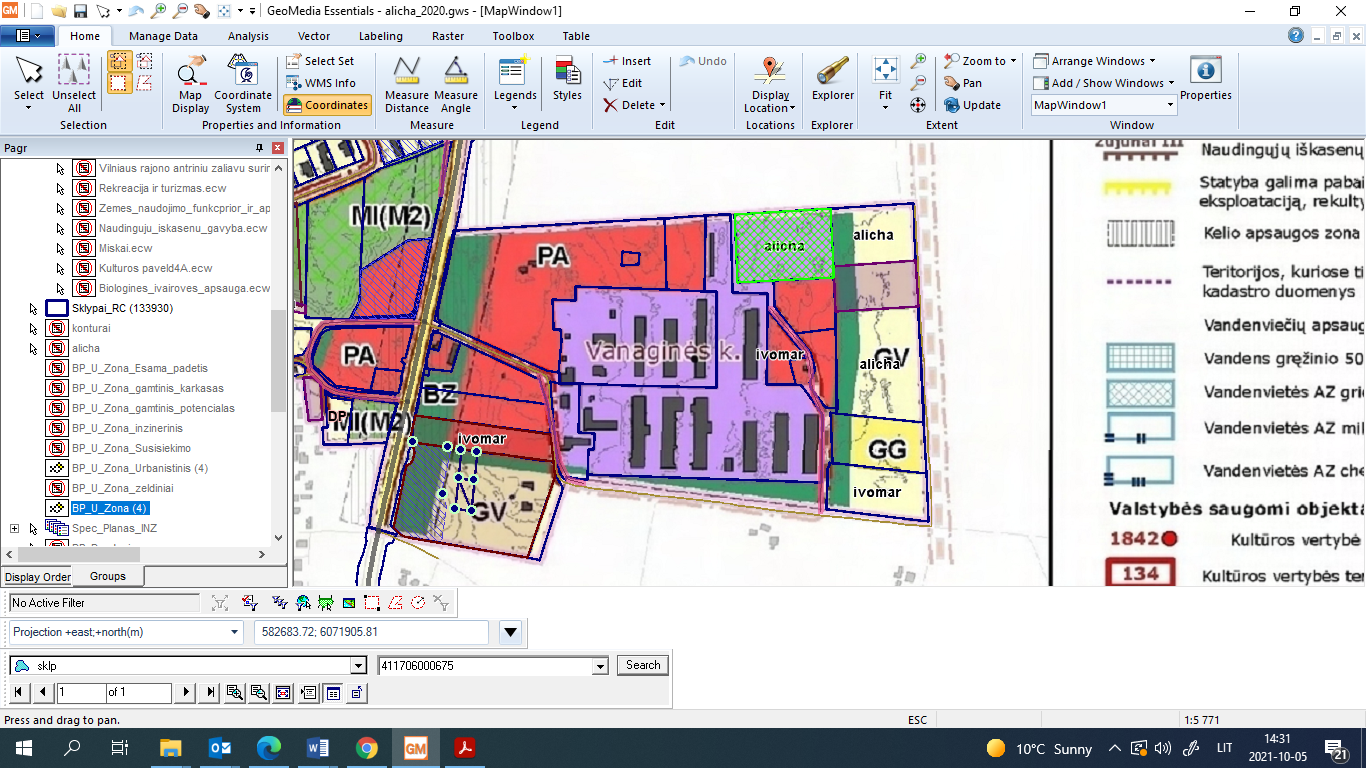 GeoMedia Essentials - alicha_2020.gws - [MapWindow1]
Home Manage Data Analysis Vector Labeling Raster Toolbox Table
Select
Unselect All
Selection
Map Display
Coordinate System
Select Set
WMS Info
Coordinates
Properties and Information
Measure Distance
Measure Angle
Measure
Legends
Styles
Legend
Insert
Edit
Delete
Undo
Edit
Display Location
Locations
Explorer
Explorer
Fit
Zoom to
Pan
Update
Extent
Arrange Windows
Add / Show Windows
MapWindow1
Window
Properties
Pagr
Vilniaus rajono antriniu zaliavu surir
Rekreacija ir turizmas.ecw
Zemes_naudojimo_funkcprior_ir_ap
Naudinguju_iskasenu_gavyba.ecw
Miskai.ecw
Kulturos paveld4A.ecw
Biologines_ivairoves_apsauga.ecw
Sklypai_RC (133930)
konturai
alicha
BP_U_Zona_Esama_padetis
BP_U_Zona_gamtinis_karkasas
BP_U_Zona_gamtinis_potencialas
BP_U_Zona_inzinerinis
BP_U_Zona_Susisiekimo
BP_U_Zona_Urbanistinis (4)
BP_U_Zona_zeldiniai
BP_U_Zona (4)
Spec_Planas_INZ
Display Order Groups
MI(M2)
PA
alicha
alicha
PA
Vanaginės k.
ivomar
GV
alicha
BZ
DP
MI(M2)
ivomar
GG
ivomar
GV
Naudingųjų iškasenų
Statyba galima pabai
eksploataciją, rekulty
Kelio apsaugos zona
Teritorijos, kuriose ti
kadastro duomenys
Vandenviečių apsaug
Vandens gręžinio 50
Vandenvietės AZ gri
Vandenvietės AZ mil
Vandenvietės AZ che
Valstybės saugomi objekta
1842 Kultūros vertybė
134 Kultūros vertybės ter
No Active Filter
Projection +east;+north(m) 582683.72; 6071905.81
sklp 411706000675 Search
1 of 1
Press and drag to pan. ESC 1:5 771
10°C Sunny LIT 14:31
2021-10-05
21